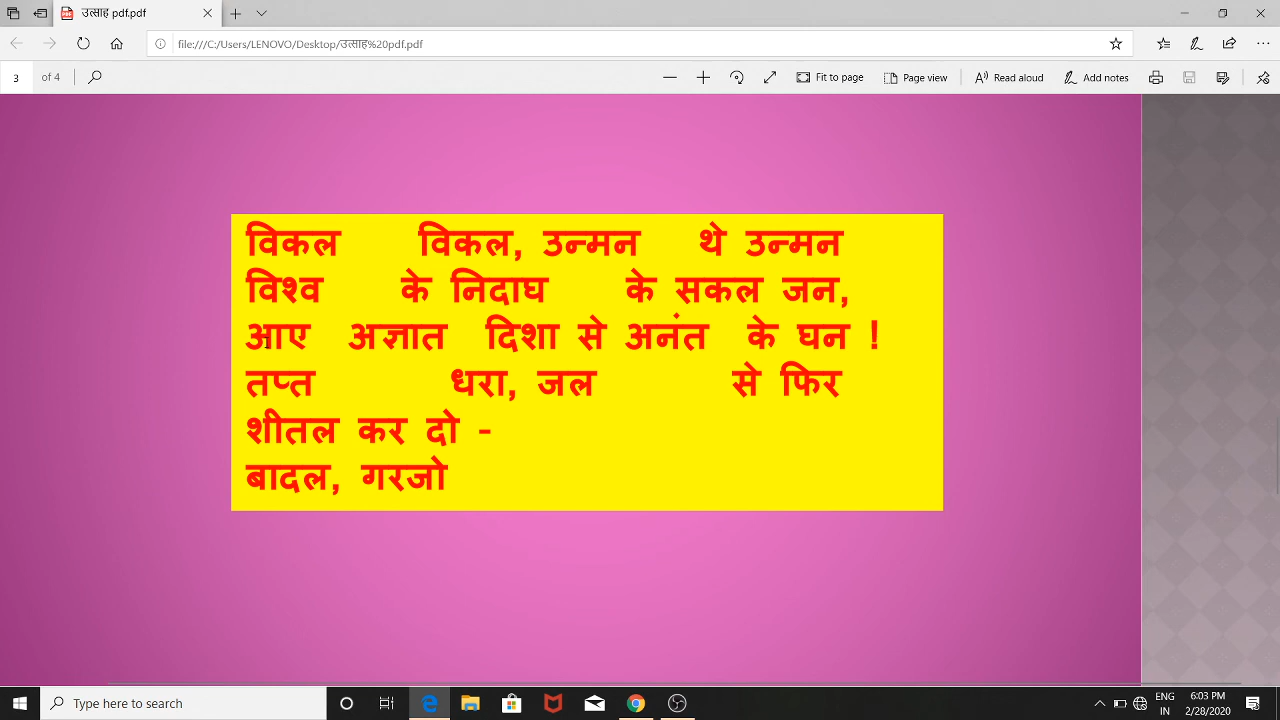 उत्साह pdf.pdf
file:///C:/Users/LENOVO/Desktop/उत्साह%20pdf.pdf
3 of 4 Fit to page Page view Read aloud Add notes
विकल विकल, उन्मन थे उन्मन
विश्व के निदाघ के सकल जन,
आए अज्ञात दिशा से अनंत के घन !
तप्त धरा, जल से फिर
शीतल कर दो -
बादल, गरजो
Type here to search
ENG 6:03 PM
IN 2/28/2020